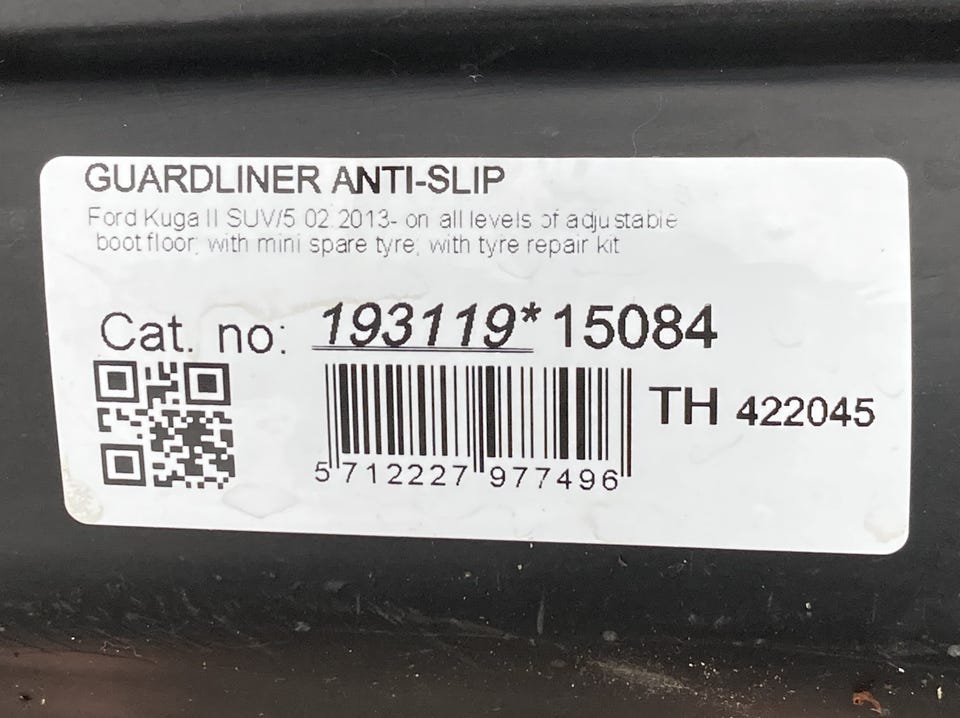 GUARDLINER ANTI-SLIP
Ford Kuga II SUV/5 02.2013- on all levels of adjustable
boot floor; with mini spare tyre; with tyre repair kit
Cat. no: 193119*15084
TH 422045
5 712227 977496